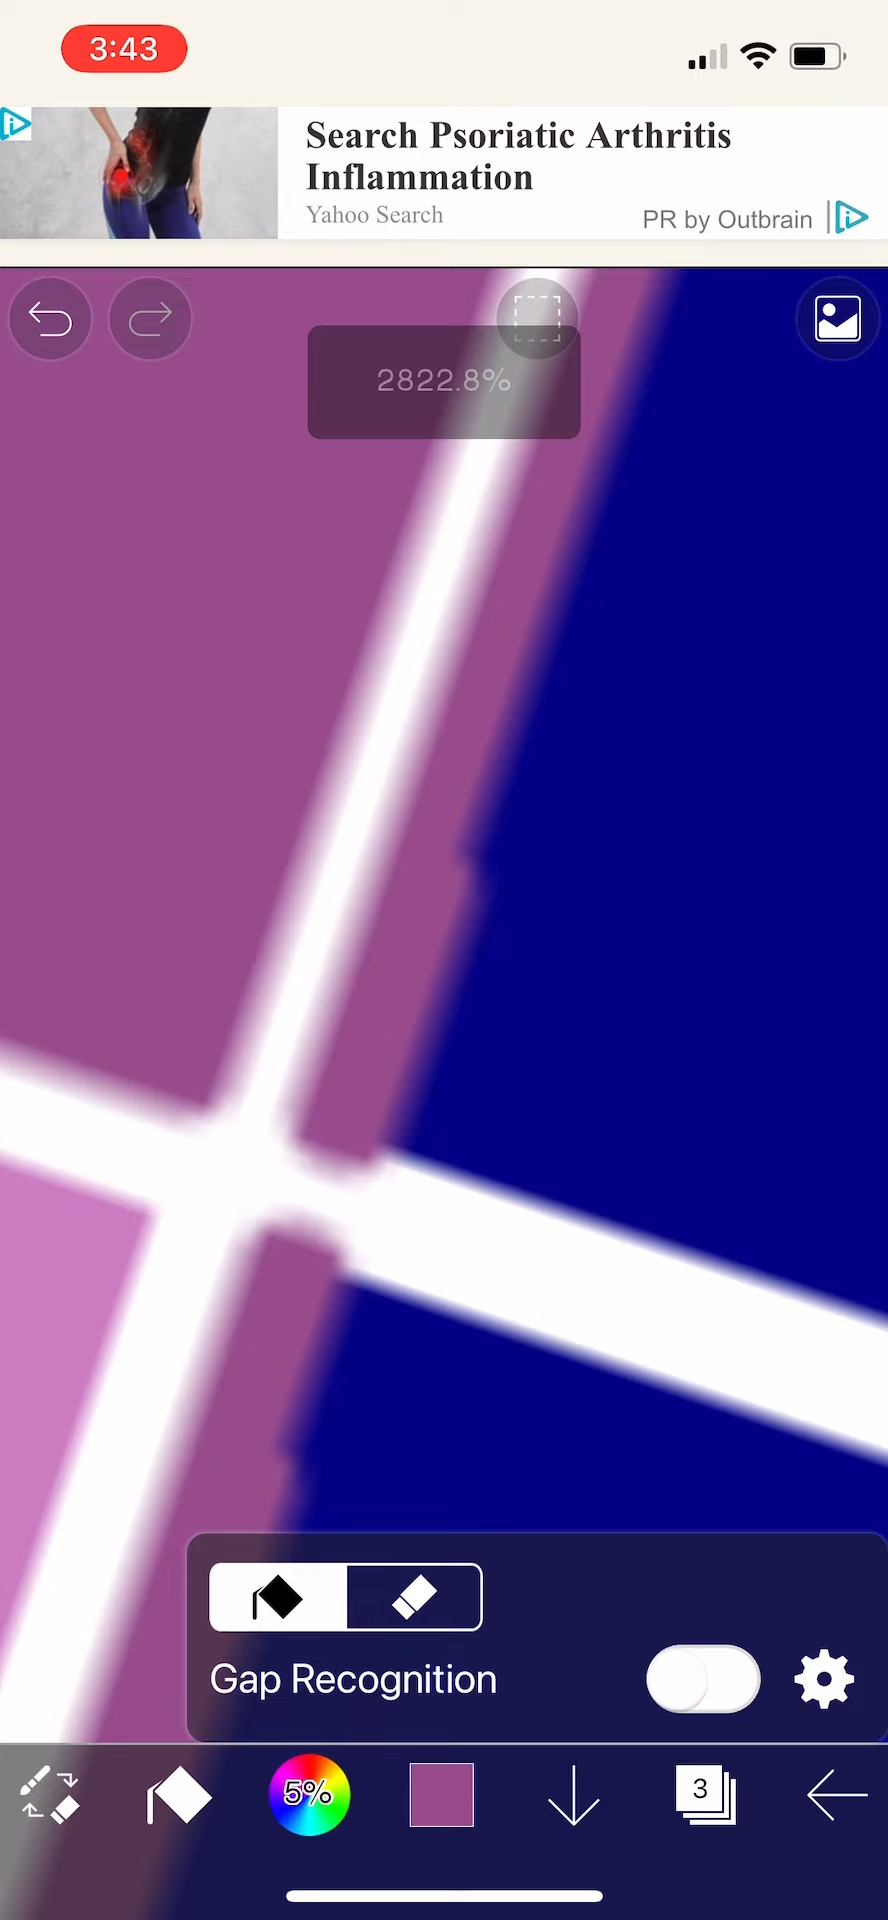 3:43
Search Psoriatic Arthritis
Inflammation
Yahoo Search
PR by Outbrain
2822.8%
Gap Recognition
5%
3